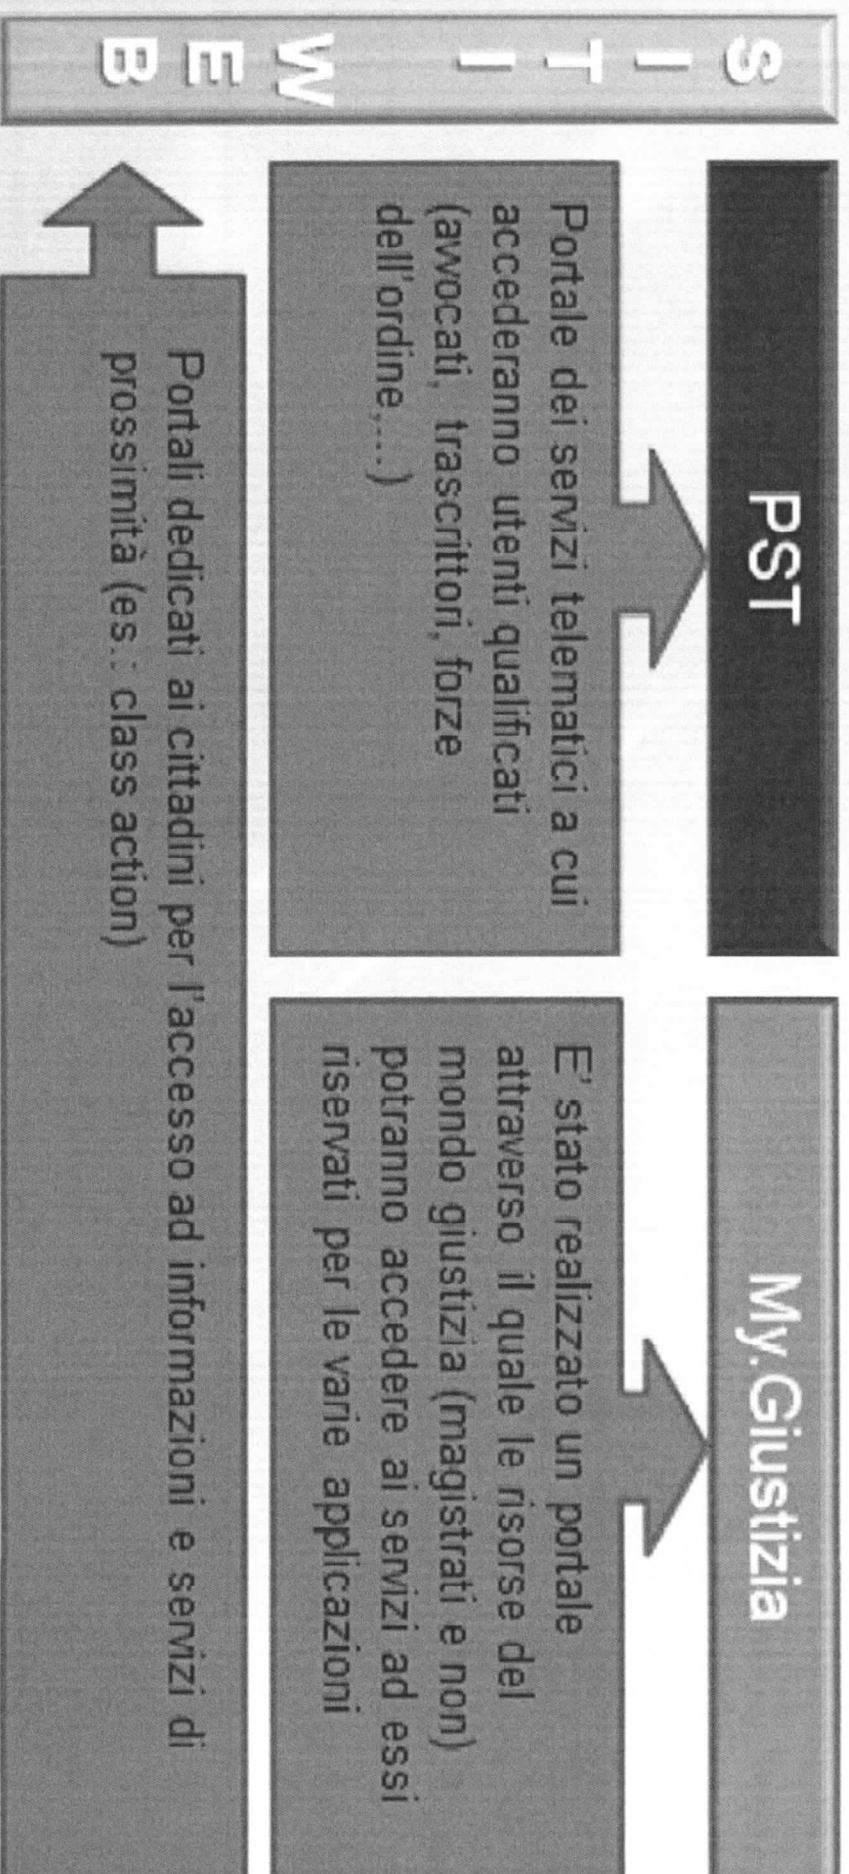 SITI WEB
PST
My.Giustizia
Portale dei servizi telematici a cui
accederanno utenti qualificati
(avvocati, trascrittori, forze
dell'ordine,...)
E' stato realizzato un portale
attraverso il quale le risorse del
mondo giustizia (magistrati e non)
potranno accedere ai servizi ad essi
riservati per le varie applicazioni
Portali dedicati ai cittadini per l'accesso ad informazioni e servizi di
prossimità (es.: class action)